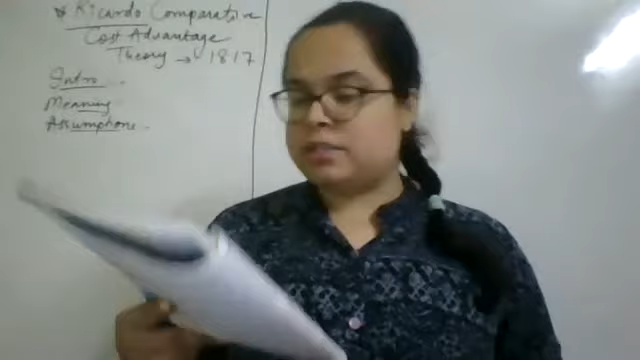 * Ricardo Comparative
Cost Advantage
Theory → 1817
Intro
Meaning
Assumptions.